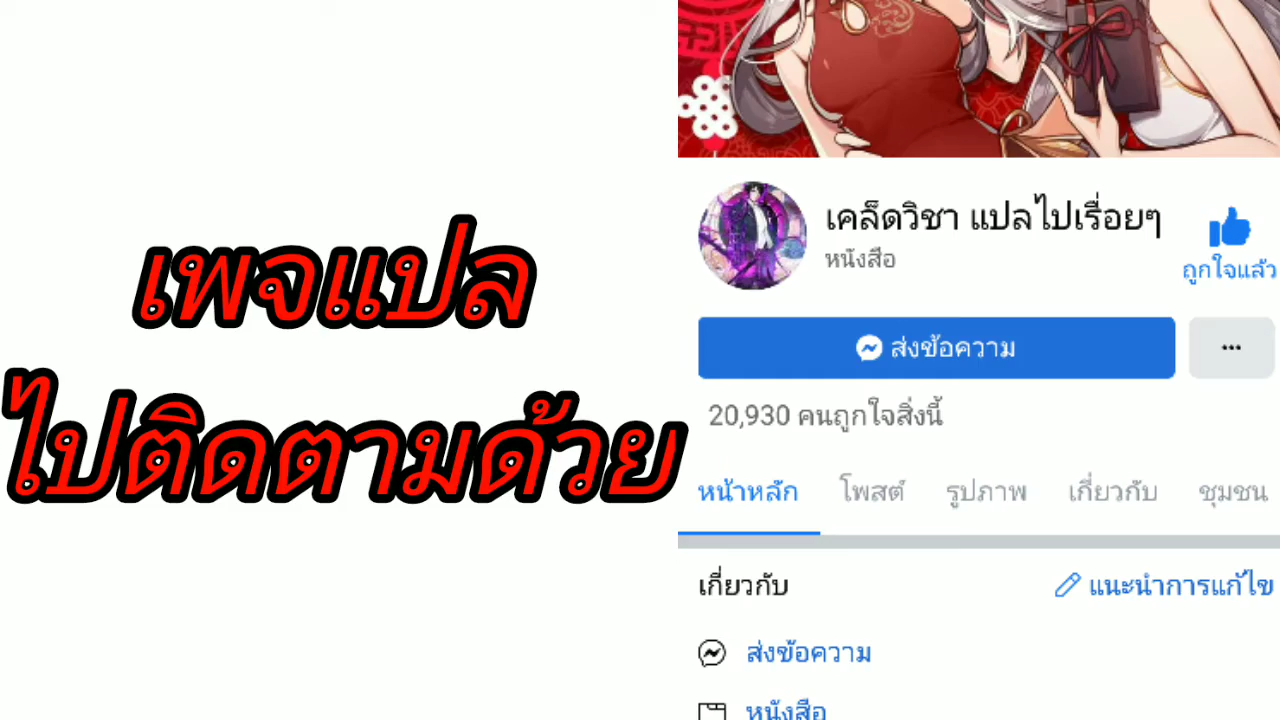 เพจแปล
ไปติดตามด้วย
เคล็ดวิชา แปลไปเรื่อยๆ
หนังสือ
ถูกใจแล้ว
ส่งข้อความ
20,930 คนถูกใจสิ่งนี้
หน้าหลัก โพสต์ รูปภาพ เกี่ยวกับ ชุมชน
เกี่ยวกับ แนะนำการแก้ไข
ส่งข้อความ
หนังสือ